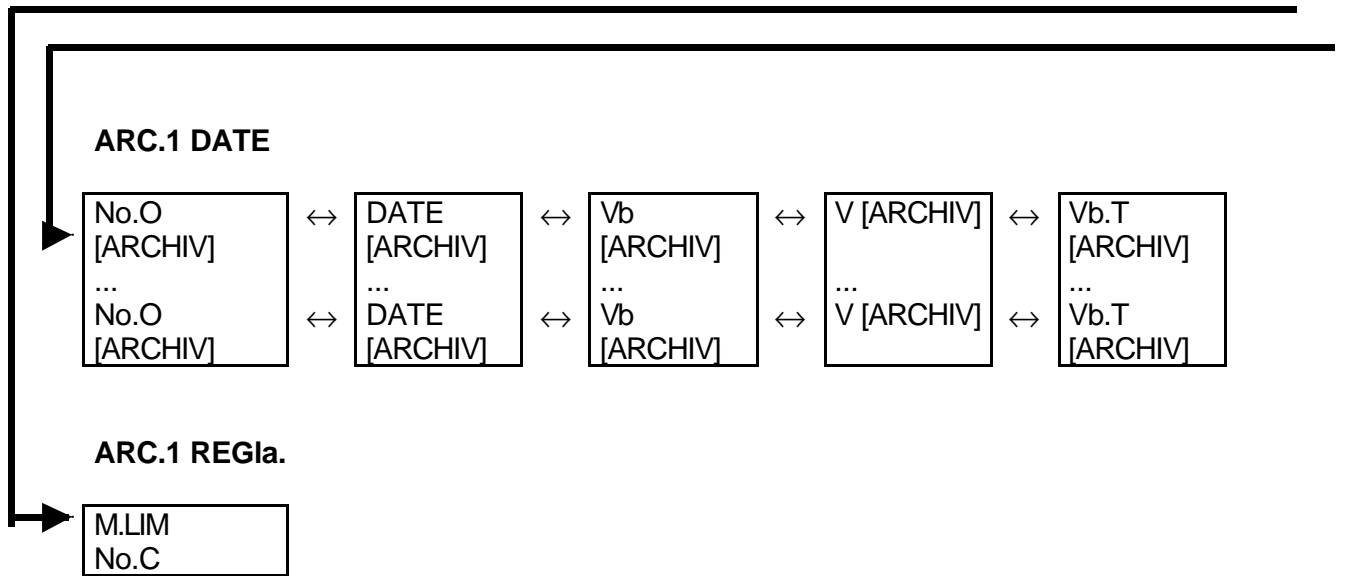 ARC.1 DATE
No.O ↔ DATE ↔ Vb ↔ V [ARCHIV] ↔ Vb.T
[ARCHIV] [ARCHIV] [ARCHIV] [ARCHIV]
... ... ... ... ...
No.O ↔ DATE ↔ Vb ↔ V [ARCHIV] ↔ Vb.T
[ARCHIV] [ARCHIV] [ARCHIV] [ARCHIV]
ARC.1 REGIa.
M.LIM
No.C